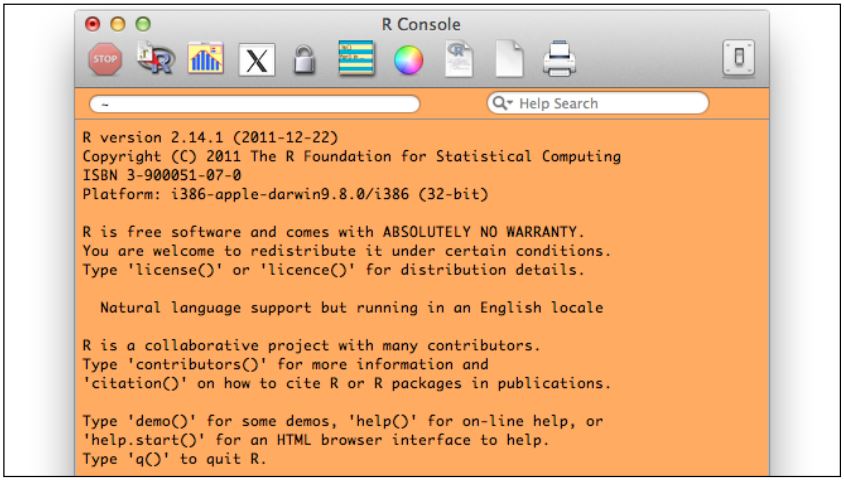 R Console
STOP
X
~
Help Search
R version 2.14.1 (2011-12-22)
Copyright (C) 2011 The R Foundation for Statistical Computing
ISBN 3-900051-07-0
Platform: i386-apple-darwin9.8.0/i386 (32-bit)
R is free software and comes with ABSOLUTELY NO WARRANTY.
You are welcome to redistribute it under certain conditions.
Type 'license()' or 'licence()' for distribution details.
Natural language support but running in an English locale
R is a collaborative project with many contributors.
Type 'contributors()' for more information and
'citation()' on how to cite R or R packages in publications.
Type 'demo()' for some demos, 'help()' for on-line help, or
'help.start()' for an HTML browser interface to help.
Type 'q()' to quit R.